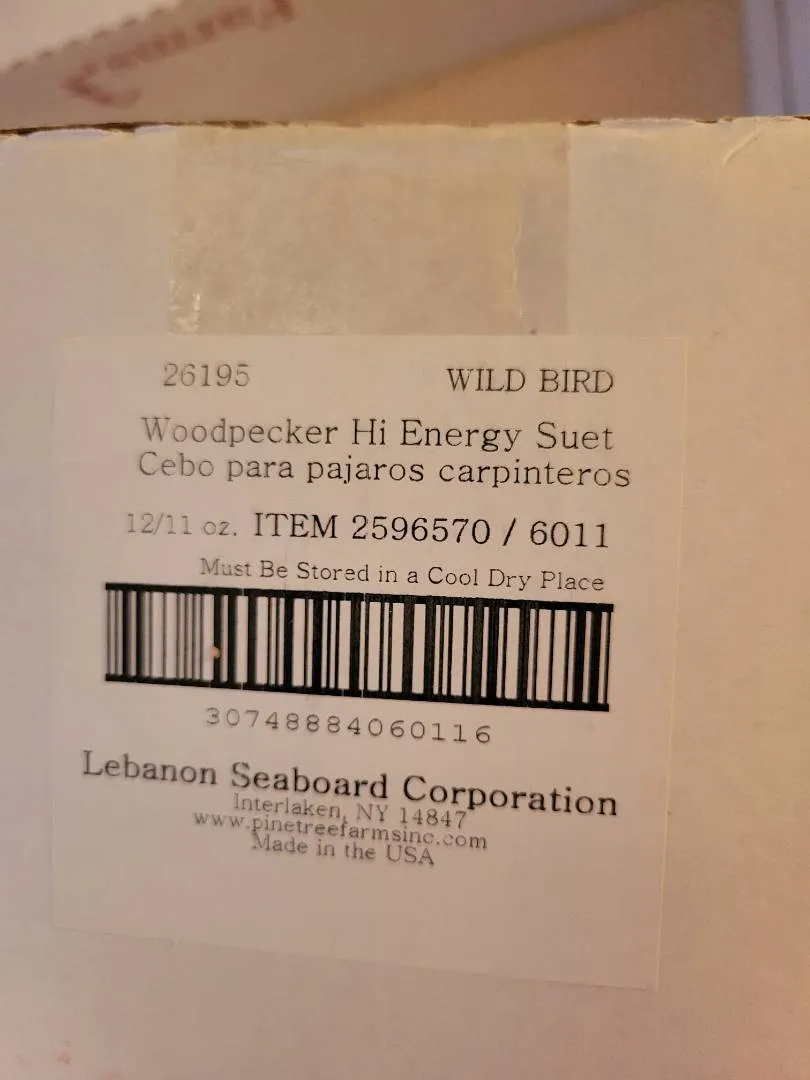 Farms
26195 WILD BIRD
Woodpecker Hi Energy Suet
Cebo para pajaros carpinteros
12/11 oz. ITEM 2596570 / 6011
Must Be Stored in a Cool Dry Place
30748884060116
Lebanon Seaboard Corporation
Interlaken, NY 14847
www.pinetreefarmsinc.com
Made in the USA